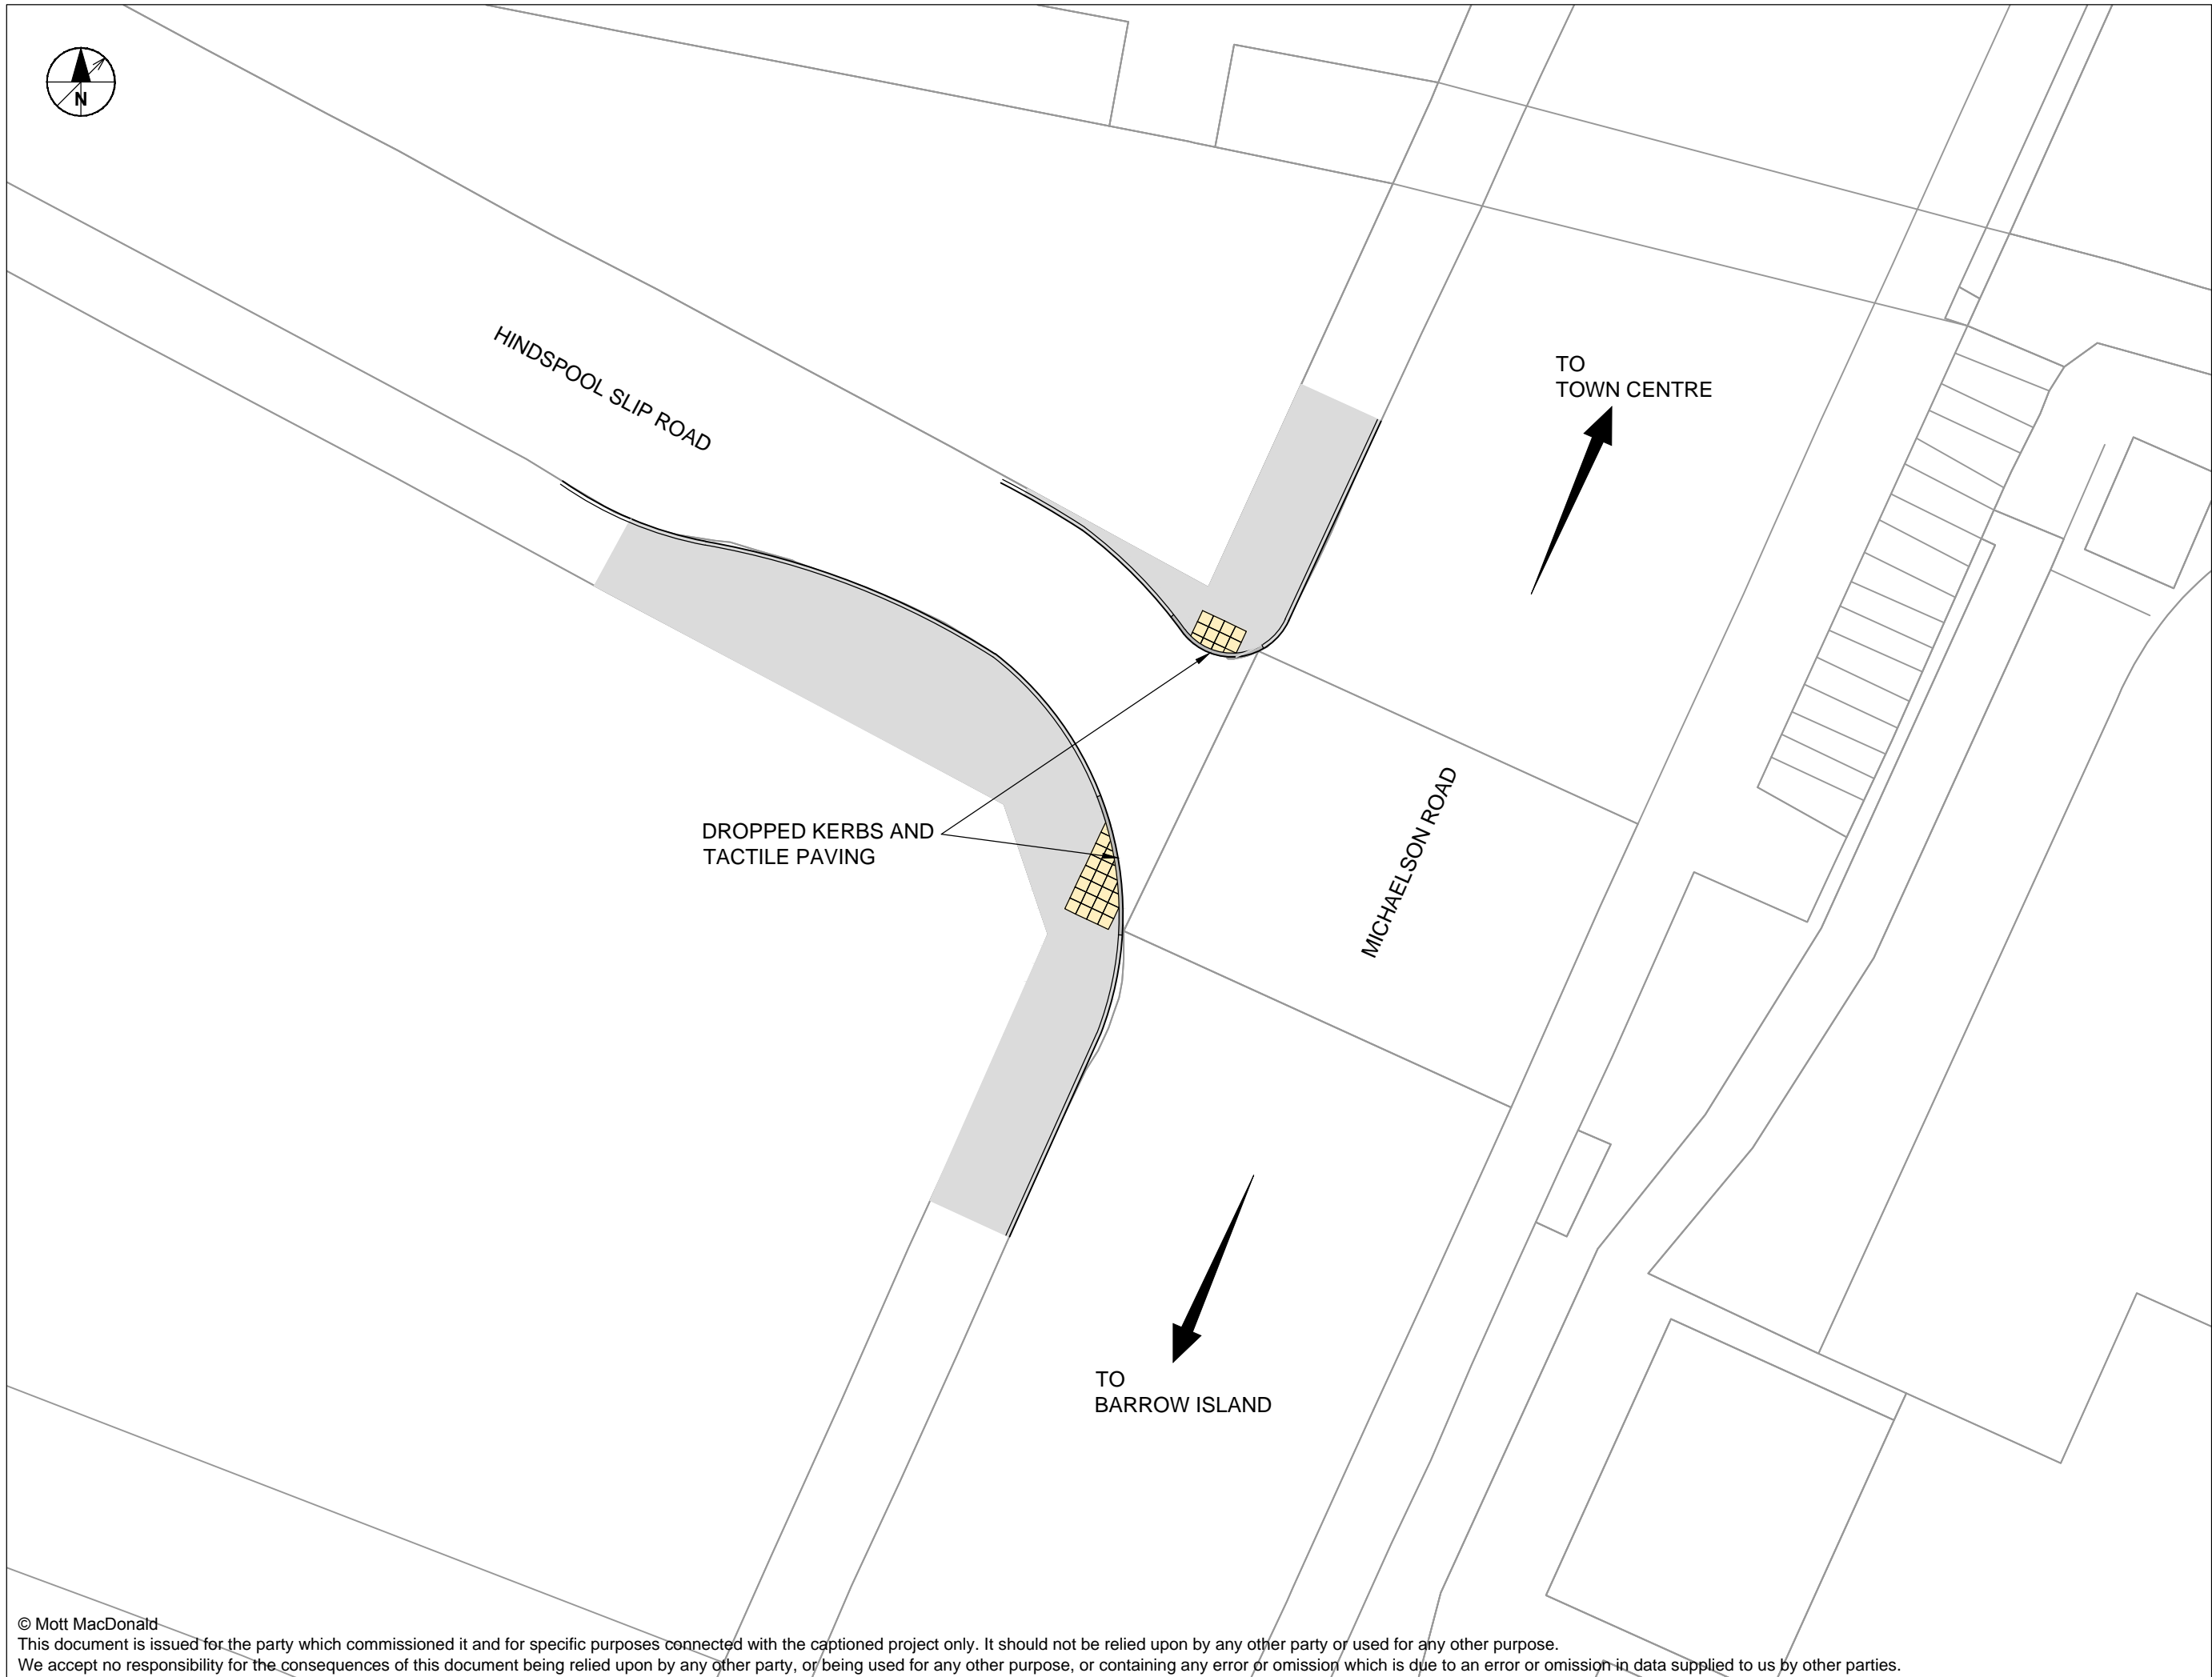 N
HINDSPOOL SLIP ROAD
TO
TOWN CENTRE
DROPPED KERBS AND
TACTILE PAVING
MICHAELSON ROAD
TO
BARROW ISLAND
© Mott MacDonald
This document is issued for the party which commissioned it and for specific purposes connected with the captioned project only. It should not be relied upon by any other party or used for any other purpose.
We accept no responsibility for the consequences of this document being relied upon by any other party, or being used for any other purpose, or containing any error or omission which is due to an error or omission in data supplied to us by other parties.